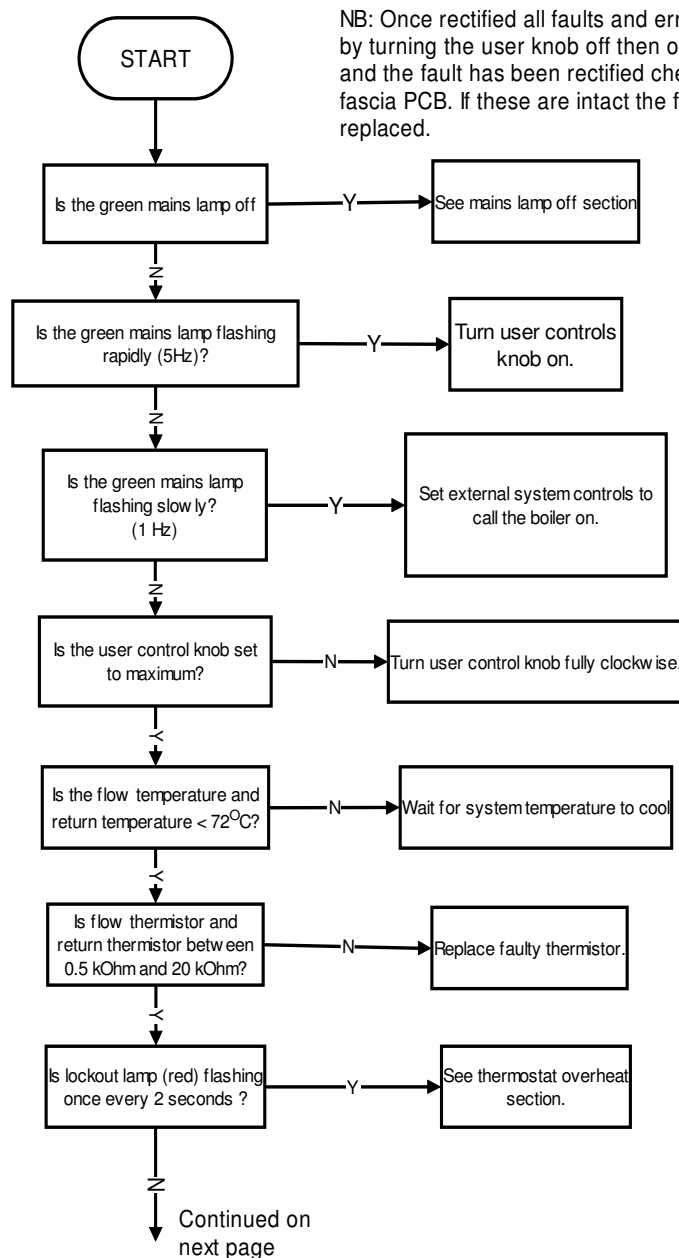 START
NB: Once rectified all faults and
by turning the user knob off then
and the fault has been rectified
fascia PCB. If these are intact the
replaced.
Is the green mains lamp off
Y
See mains lamp off section
N
Is the green mains lamp flashing
rapidly (5Hz)?
Y
Turn user controls
knob on.
N
Is the green mains lamp
flashing slowly?
(1 Hz)
Y
Set external system controls to
call the boiler on.
N
Is the user control knob set
to maximum?
N
Turn user control knob fully clockwise.
Y
Is the flow temperature and
return temperature < 72°C?
N
Wait for system temperature to cool
Y
Is flow thermistor and
return thermistor between
0.5 kOhm and 20 kOhm?
N
Replace faulty thermistor.
Y
Is lockout lamp (red) flashing
once every 2 seconds ?
Y
See thermostat overheat
section.
N
Continued on
next page